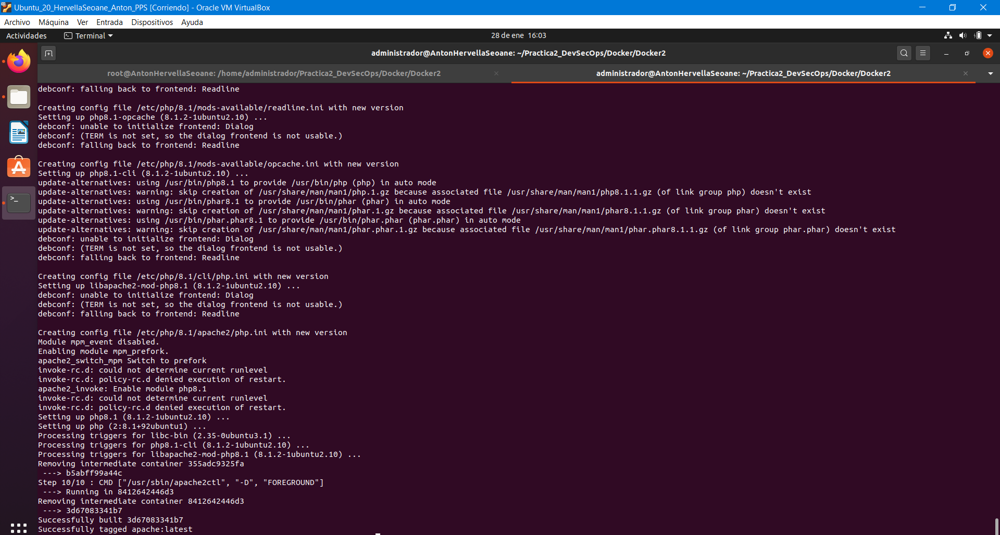 Ubuntu_20_HervellaSeoane_Anton_PPS [Corriendo] - Oracle VM VirtualBox
Archivo Máquina Ver Entrada Dispositivos Ayuda
Actividades Terminal 28 de ene 16:03
administrador@AntonHervellaSeoane: ~/Practica2_DevSecOps/Docker/Docker2
root@AntonHervellaSeoane: /home/administrador/Practica2_DevSecOps/Docker/Docker2 administrador@AntonHervellaSeoane: ~/Practica2_DevSecOps/Docker/Docker2
debconf: falling back to frontend: Readline
Creating config file /etc/php/8.1/mods-available/readline.ini with new version
Setting up php8.1-opcache (8.1.2-1ubuntu2.10) ...
debconf: unable to initialize frontend: Dialog
debconf: (TERM is not set, so the dialog frontend is not usable.)
debconf: falling back to frontend: Readline
Creating config file /etc/php/8.1/mods-available/opcache.ini with new version
Setting up php8.1-cli (8.1.2-1ubuntu2.10) ...
update-alternatives: using /usr/bin/php8.1 to provide /usr/bin/php (php) in auto mode
update-alternatives: warning: skip creation of /usr/share/man/man1/php.1.gz because associated file /usr/share/man/man1/php8.1.1.gz (of link group php) doesn't exist
update-alternatives: using /usr/bin/phar8.1 to provide /usr/bin/phar (phar) in auto mode
update-alternatives: warning: skip creation of /usr/share/man/man1/phar.1.gz because associated file /usr/share/man/man1/phar8.1.1.gz (of link group phar) doesn't exist
update-alternatives: using /usr/bin/phar.phar8.1 to provide /usr/bin/phar.phar (phar.phar) in auto mode
update-alternatives: warning: skip creation of /usr/share/man/man1/phar.phar.1.gz because associated file /usr/share/man/man1/phar.phar8.1.1.gz (of link group phar.phar) doesn't exist
debconf: unable to initialize frontend: Dialog
debconf: (TERM is not set, so the dialog frontend is not usable.)
debconf: falling back to frontend: Readline
Creating config file /etc/php/8.1/cli/php.ini with new version
Setting up libapache2-mod-php8.1 (8.1.2-1ubuntu2.10) ...
debconf: unable to initialize frontend: Dialog
debconf: (TERM is not set, so the dialog frontend is not usable.)
debconf: falling back to frontend: Readline
Creating config file /etc/php/8.1/apache2/php.ini with new version
Module mpm_event disabled.
Enabling module mpm_prefork.
apache2_switch_mpm Switch to prefork
invoke-rc.d: could not determine current runlevel
invoke-rc.d: policy-rc.d denied execution of restart.
apache2_invoke: Enable module php8.1
invoke-rc.d: could not determine current runlevel
invoke-rc.d: policy-rc.d denied execution of restart.
Setting up php8.1 (8.1.2-1ubuntu2.10) ...
Setting up php (2:8.1+92ubuntu1) ...
Processing triggers for libc-bin (2.35-0ubuntu3.1) ...
Processing triggers for php8.1-cli (8.1.2-1ubuntu2.10) ...
Processing triggers for libapache2-mod-php8.1 (8.1.2-1ubuntu2.10) ...
Removing intermediate container 355adc9325fa
---> b5abff99a44c
Step 10/10 : CMD ["/usr/sbin/apache2ctl", "-D", "FOREGROUND"]
---> Running in 8412642446d3
Removing intermediate container 8412642446d3
---> 3d67083341b7
Successfully built 3d67083341b7
Successfully tagged apache:latest